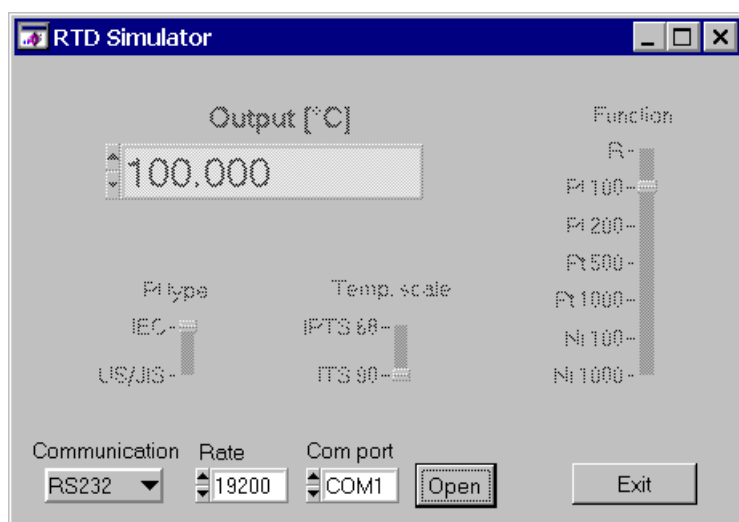 RTD Simulator
Output [°C]
100.000
Function
R
Pt 100
Pt 200
Pt 500
Pt 1000
Ni 100
Ni 1000
Pt type
IEC
US/JIS
Temp. scale
IPTS 68
ITS 90
Communication
RS232
Rate
19200
Com port
COM1
Open
Exit